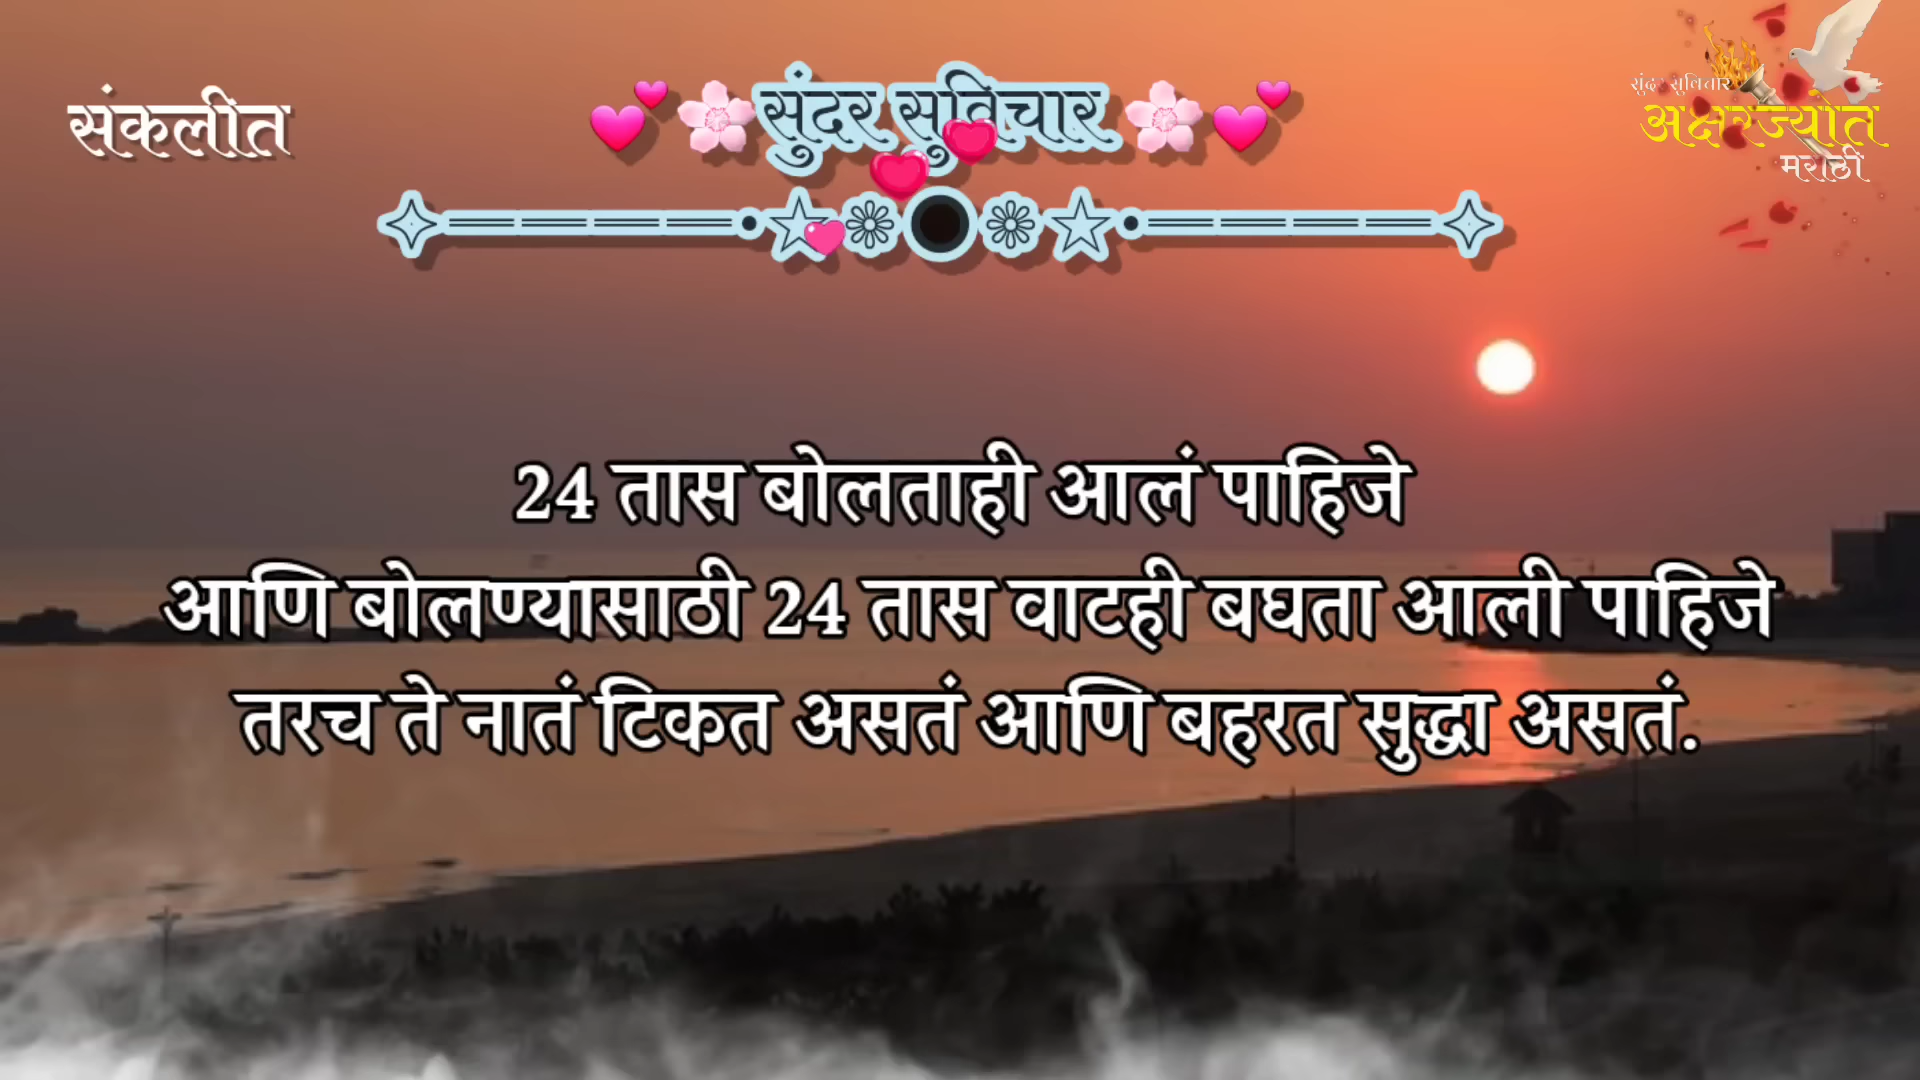 संकलीत
सुंदर सुविचार
सुंदर सुविचार
अक्षरज्योत
मराठी
24 तास बोलताही आलं पाहिजे
आणि बोलण्यासाठी 24 तास वाटही बघता आली पाहिजे
तरच ते नातं टिकत असतं आणि बहरत सुद्धा असतं.